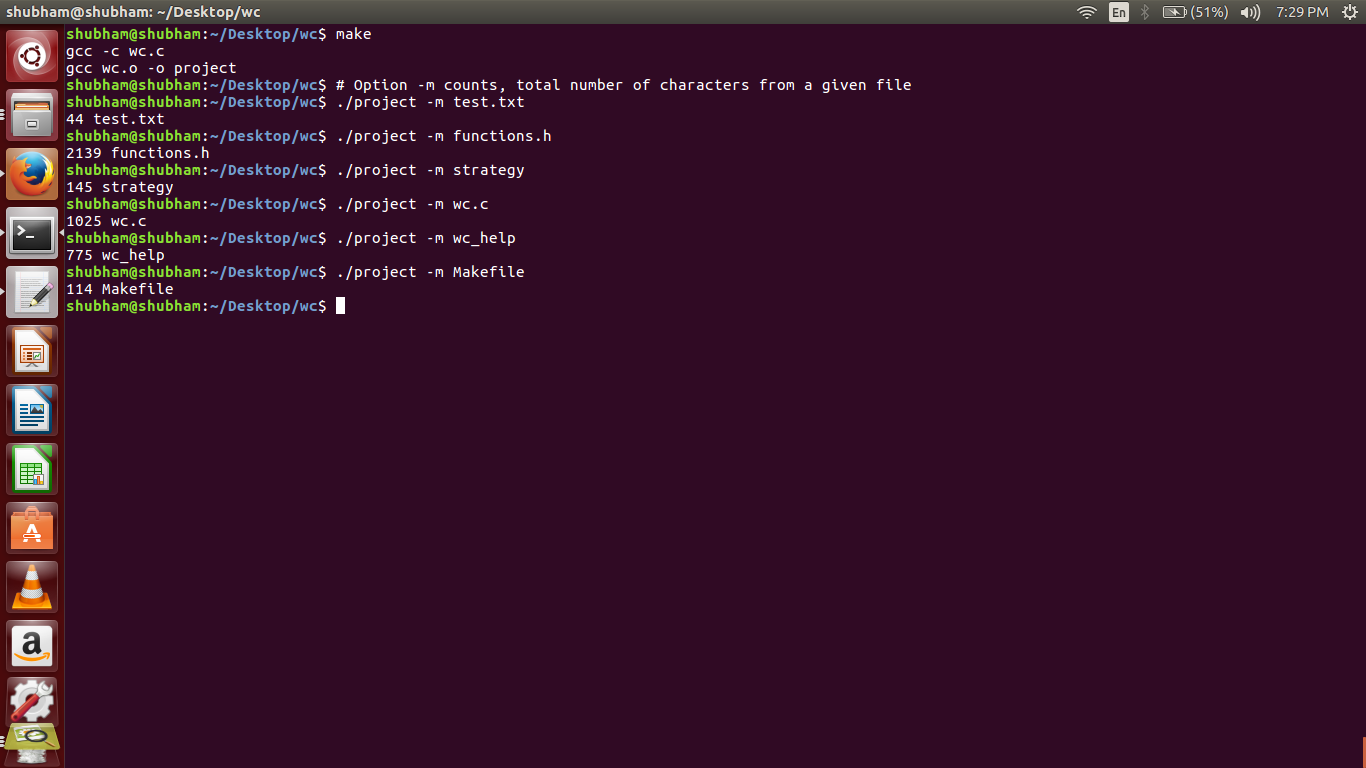 shubham@shubham: ~/Desktop/wc
En
(51%)
7:29 PM
shubham@shubham:~/Desktop/wc$ make
gcc -c wc.c
gcc wc.o -o project
shubham@shubham:~/Desktop/wc$ # Option -m counts, total number of characters from a given file
shubham@shubham:~/Desktop/wc$ ./project -m test.txt
44 test.txt
shubham@shubham:~/Desktop/wc$ ./project -m functions.h
2139 functions.h
shubham@shubham:~/Desktop/wc$ ./project -m strategy
145 strategy
shubham@shubham:~/Desktop/wc$ ./project -m wc.c
1025 wc.c
shubham@shubham:~/Desktop/wc$ ./project -m wc_help
775 wc_help
shubham@shubham:~/Desktop/wc$ ./project -m Makefile
114 Makefile
shubham@shubham:~/Desktop/wc$